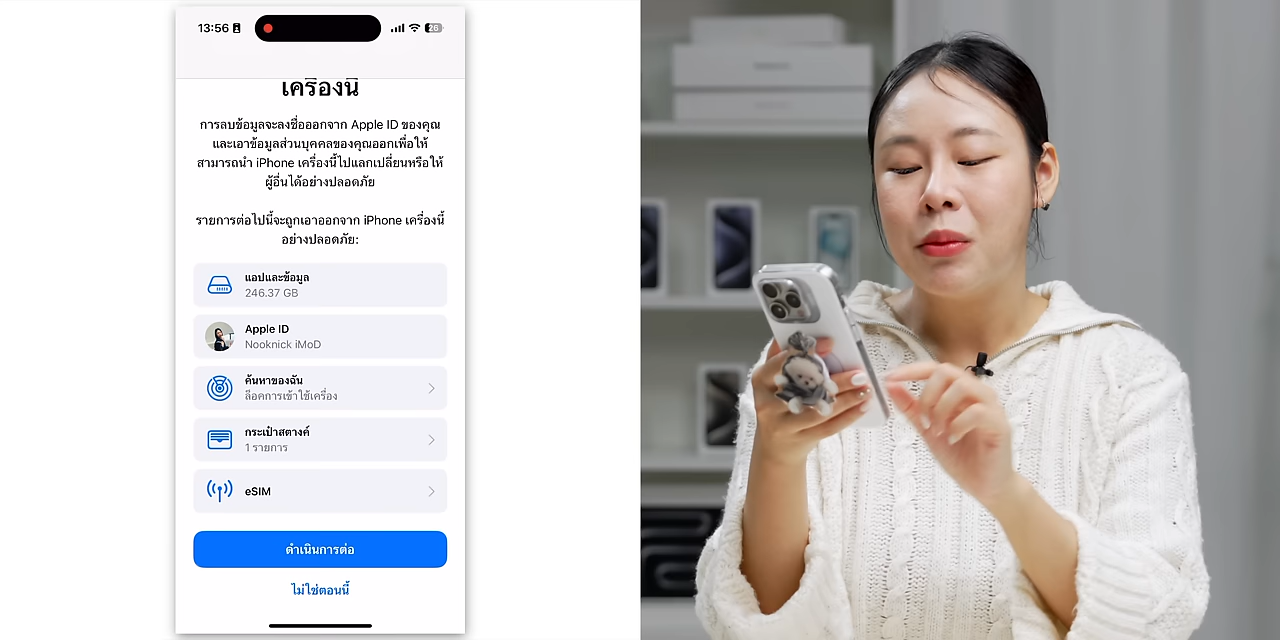 13:56
26
เครื่องนี้
การลบข้อมูลจะลงชื่อออกจาก Apple ID ของคุณ
และเอาข้อมูลส่วนบุคคลของคุณออกเพื่อให้
สามารถนำ iPhone เครื่องนี้ไปแลกเปลี่ยนหรือให้
ผู้อื่นได้อย่างปลอดภัย
รายการต่อไปนี้จะถูกเอาออกจาก iPhone เครื่องนี้
อย่างปลอดภัย:
แอปและข้อมูล
246.37 GB
Apple ID
Nooknick iMoD
ค้นหาของฉัน
ล็อคการเข้าใช้เครื่อง
กระเป๋าสตางค์
1 รายการ
eSIM
ดำเนินการต่อ
ไม่ใช่ตอนนี้